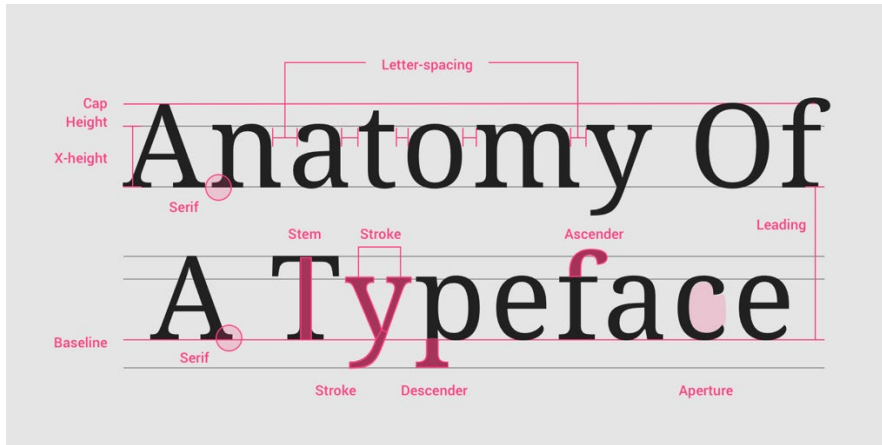 Letter-spacing
Cap
Height
X-height
Anatomy Of
Serif
Leading
Stem
Stroke
Ascender
A Typeface
Baseline
Serif
Stroke
Descender
Aperture